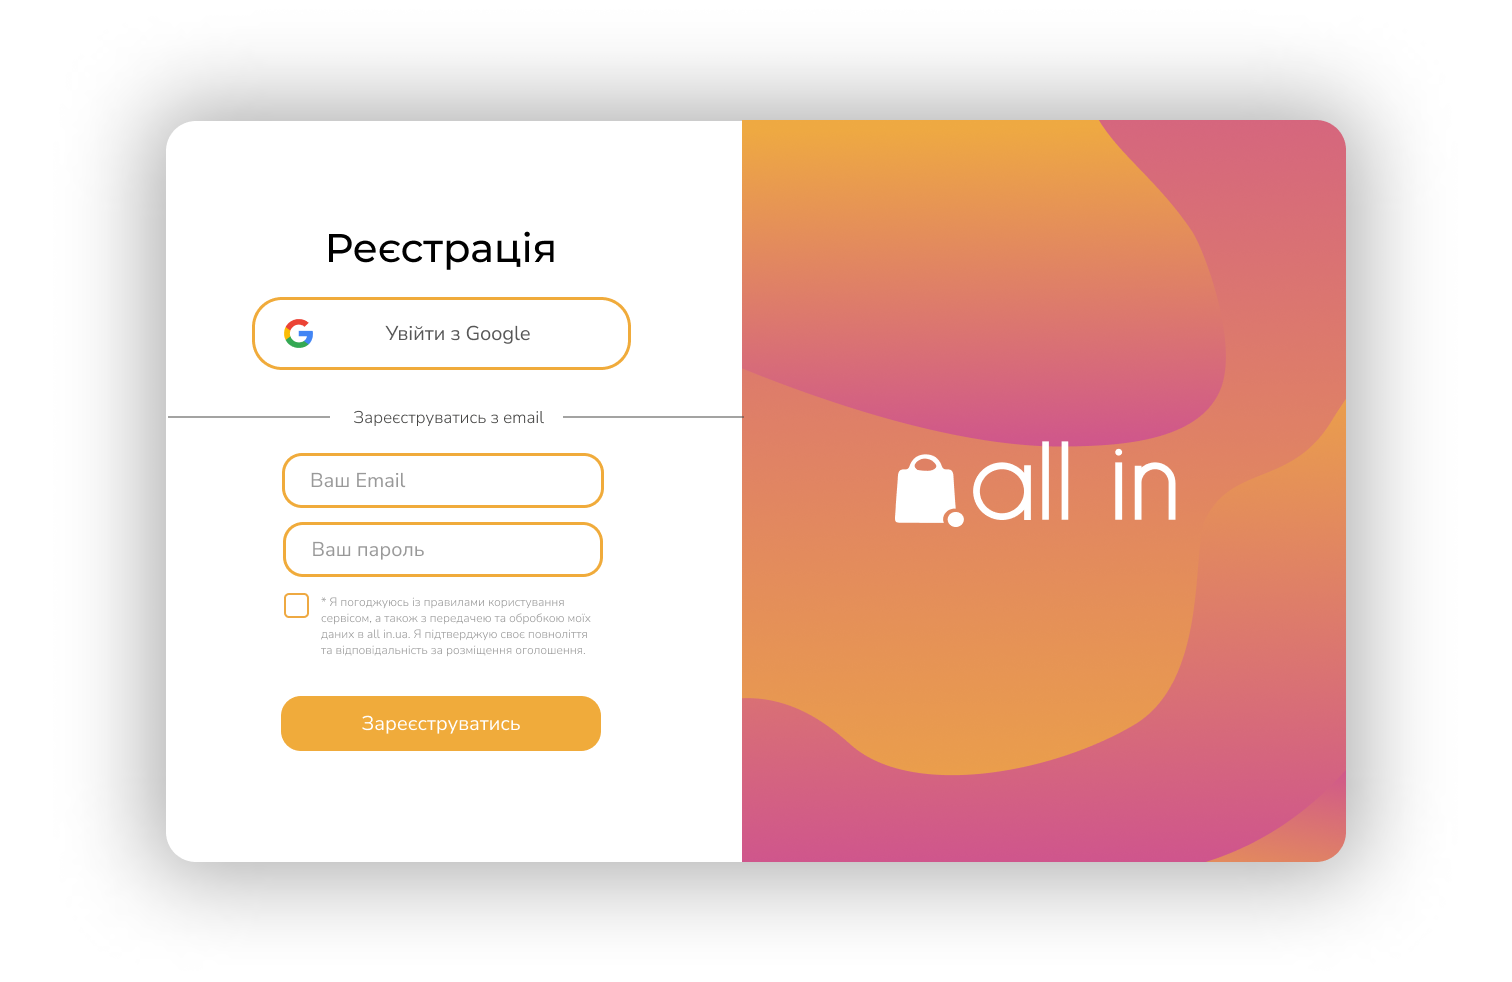 Реєстрація
Увійти з Google
Зареєструватись з email
Ваш Email
Ваш пароль
* Я погоджуюсь із правилами користування
сервісом, а також з передачею та обробкою моїх
даних в all in.ua. Я підтверджую своє повноліття
та відповідальність за розміщення оголошення.
Зареєструватись
all in